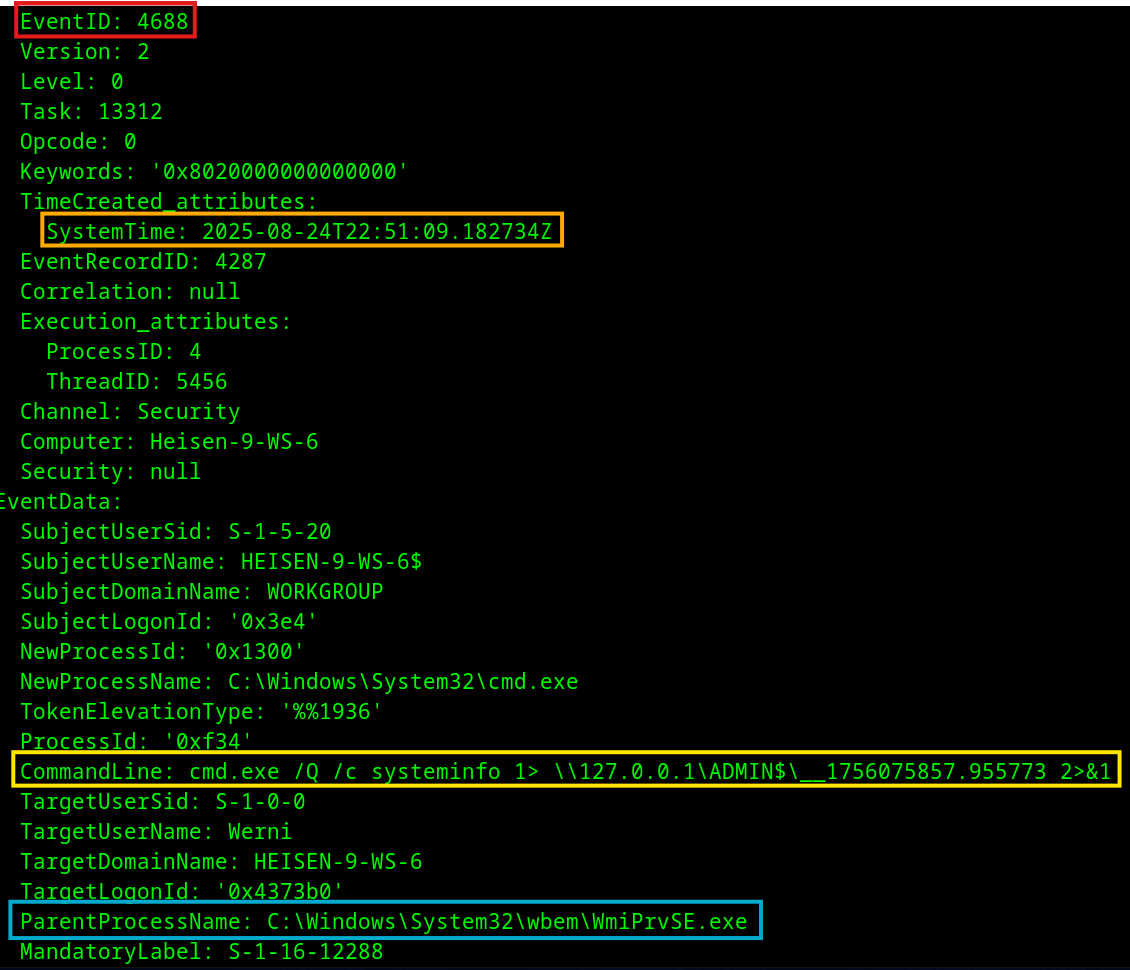 EventID: 4688
Version: 2
Level: 0
Task: 13312
Opcode: 0
Keywords: '0x8020000000000000'
TimeCreated_attributes:
SystemTime: 2025-08-24T22:51:09.182734Z
EventRecordID: 4287
Correlation: null
Execution_attributes:
ProcessID: 4
ThreadID: 5456
Channel: Security
Computer: Heisen-9-WS-6
Security: null
EventData:
SubjectUserSid: S-1-5-20
SubjectUserName: HEISEN-9-WS-6$
SubjectDomainName: WORKGROUP
SubjectLogonId: '0x3e4'
NewProcessId: '0x1300'
NewProcessName: C:\Windows\System32\cmd.exe
TokenElevationType: '%%1936'
ProcessId: '0xf34'
CommandLine: cmd.exe /Q /c systeminfo 1> \\127.0.0.1\ADMIN$\__1756075857.955773 2>&1
TargetUserSid: S-1-0-0
TargetUserName: Werni
TargetDomainName: HEISEN-9-WS-6
TargetLogonId: '0x4373b0'
ParentProcessName: C:\Windows\System32\wbem\WmiPrvSE.exe
MandatoryLabel: S-1-16-12288